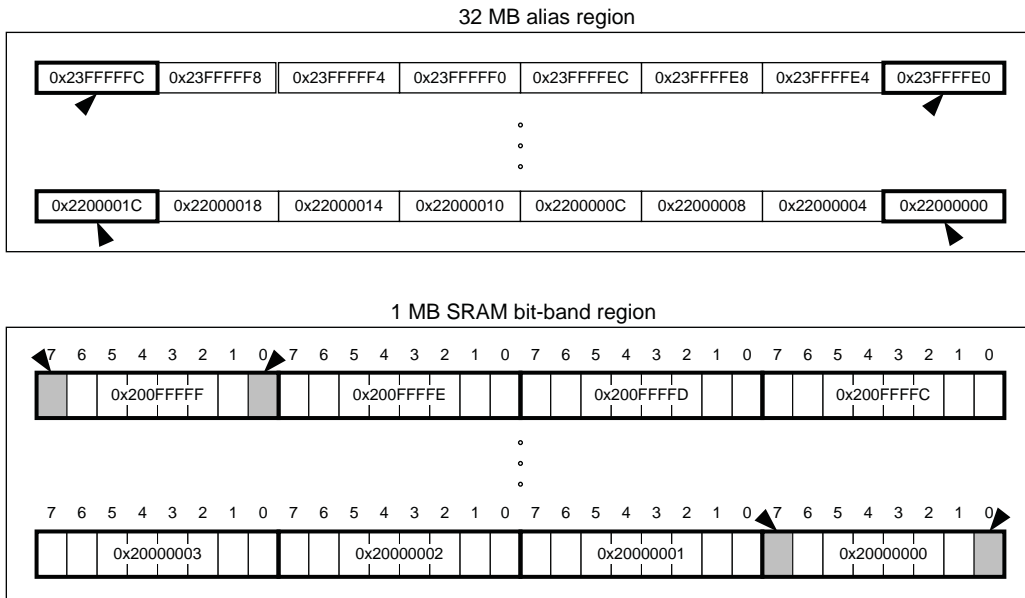 32 MB alias region
0x23FFFFFC 0x23FFFFF8 0x23FFFFF4 0x23FFFFF0 0x23FFFFEC 0x23FFFFE8 0x23FFFFE4 0x23FFFFE0
0x2200001C 0x22000018 0x22000014 0x22000010 0x2200000C 0x22000008 0x22000004 0x22000000
1 MB SRAM bit-band region
7 6 5 4 3 2 1 0 7 6 5 4 3 2 1 0 7 6 5 4 3 2 1 0 7 6 5 4 3 2 1 0
0x200FFFFF 0x200FFFFE 0x200FFFFD 0x200FFFFC
7 6 5 4 3 2 1 0 7 6 5 4 3 2 1 0 7 6 5 4 3 2 1 0 7 6 5 4 3 2 1 0
0x20000003 0x20000002 0x20000001 0x20000000